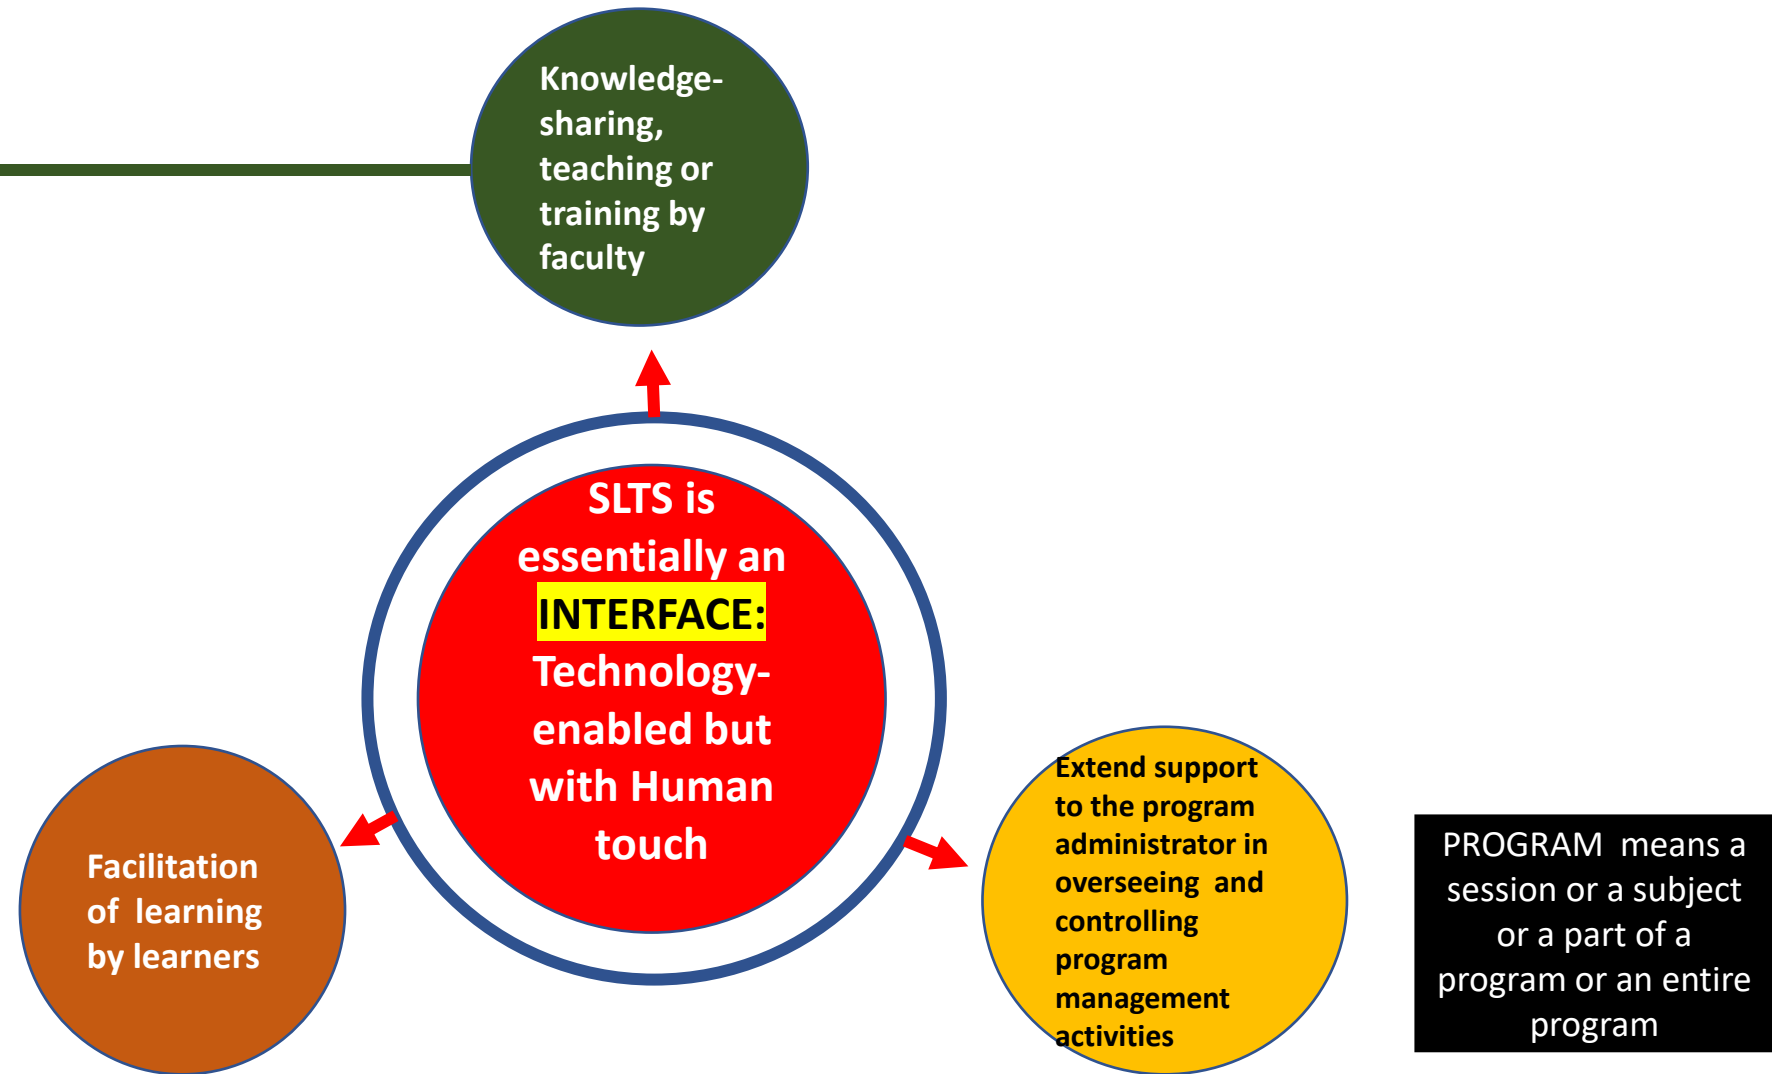 Knowledge-
sharing,
teaching or
training by
faculty
SLTS is
essentially an
INTERFACE:
Technology-
enabled but
with Human
touch
Facilitation
of learning
by learners
Extend support
to the program
administrator in
overseeing and
controlling
program
management
activities
PROGRAM means a
session or a subject
or a part of a
program or an entire
program